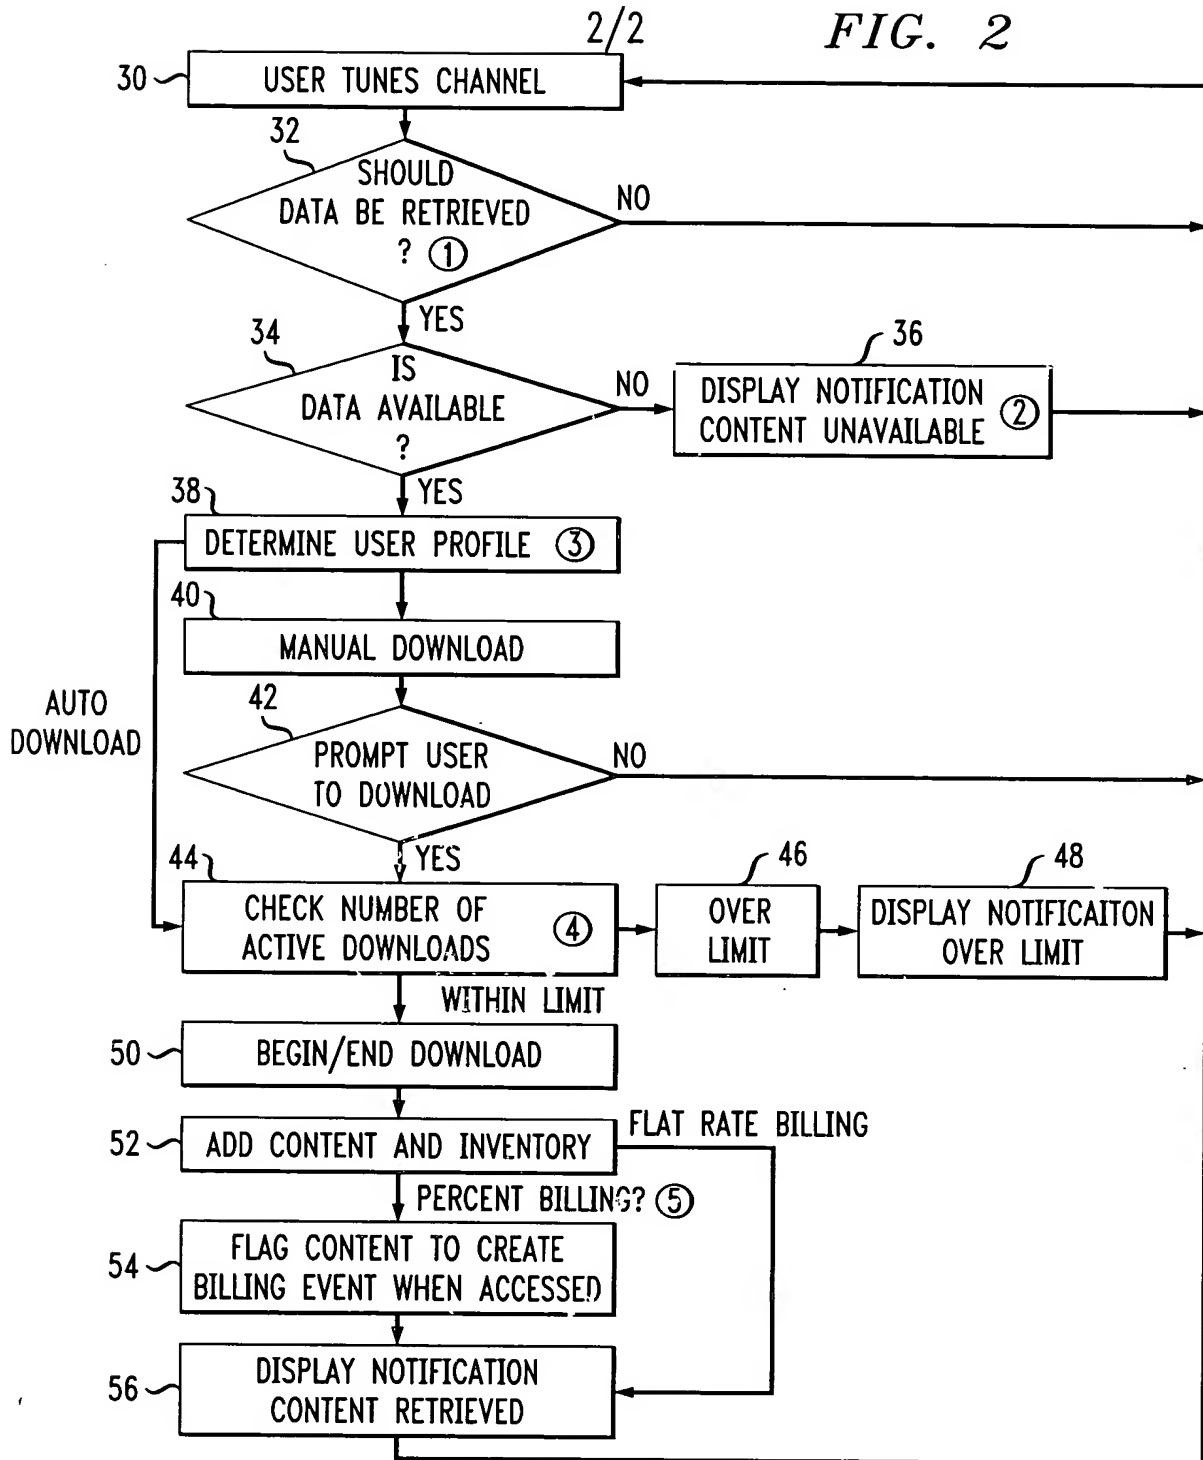 2/2
FIG. 2
30
USER TUNES CHANNEL
32
SHOULD
DATA BE RETRIEVED
? ①
NO
YES
34
IS
DATA AVAILABLE
?
NO
36
DISPLAY NOTIFICATION
CONTENT UNAVAILABLE ②
YES
38
DETERMINE USER PROFILE ③
40
MANUAL DOWNLOAD
AUTO
DOWNLOAD
42
PROMPT USER
TO DOWNLOAD
NO
YES
44
CHECK NUMBER OF
ACTIVE DOWNLOADS ④
46
OVER
LIMIT
48
DISPLAY NOTIFICAITON
OVER LIMIT
WITHIN LIMIT
50
BEGIN/END DOWNLOAD
52
ADD CONTENT AND INVENTORY
FLAT RATE BILLING
PERCENT BILLING? ⑤
54
FLAG CONTENT TO CREATE
BILLING EVENT WHEN ACCESSED
56
DISPLAY NOTIFICATION
CONTENT RETRIEVED